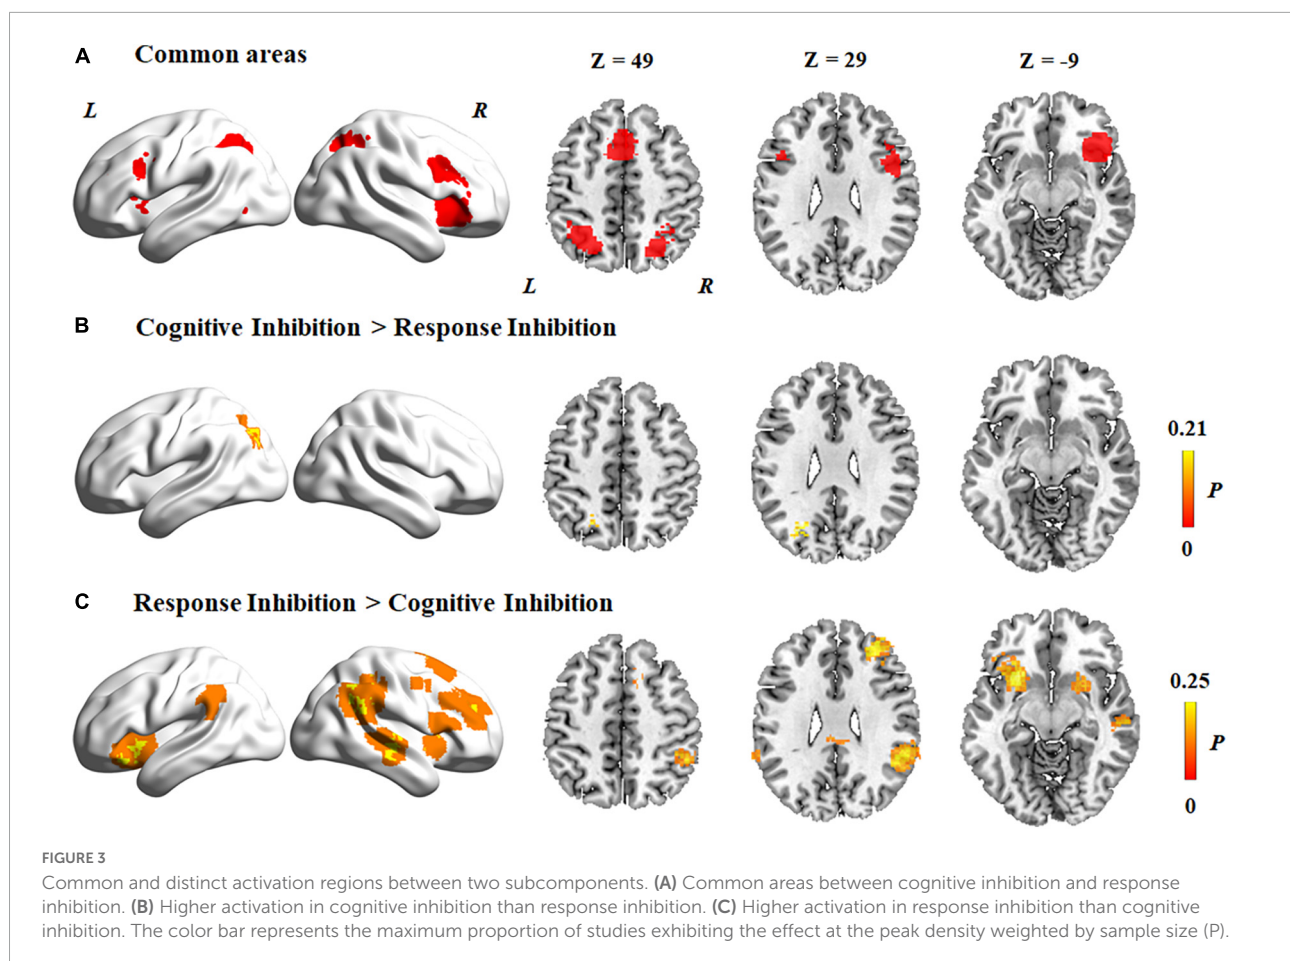 A Common areas
Z = 49 Z = 29 Z = -9
L R
L R
B Cognitive Inhibition > Response Inhibition
0.21
P
0
C Response Inhibition > Cognitive Inhibition
0.25
P
0
FIGURE 3
Common and distinct activation regions between two subcomponents. (A) Common areas between cognitive inhibition and response
inhibition. (B) Higher activation in cognitive inhibition than response inhibition. (C) Higher activation in response inhibition than cognitive
inhibition. The color bar represents the maximum proportion of studies exhibiting the effect at the peak density weighted by sample size (P).